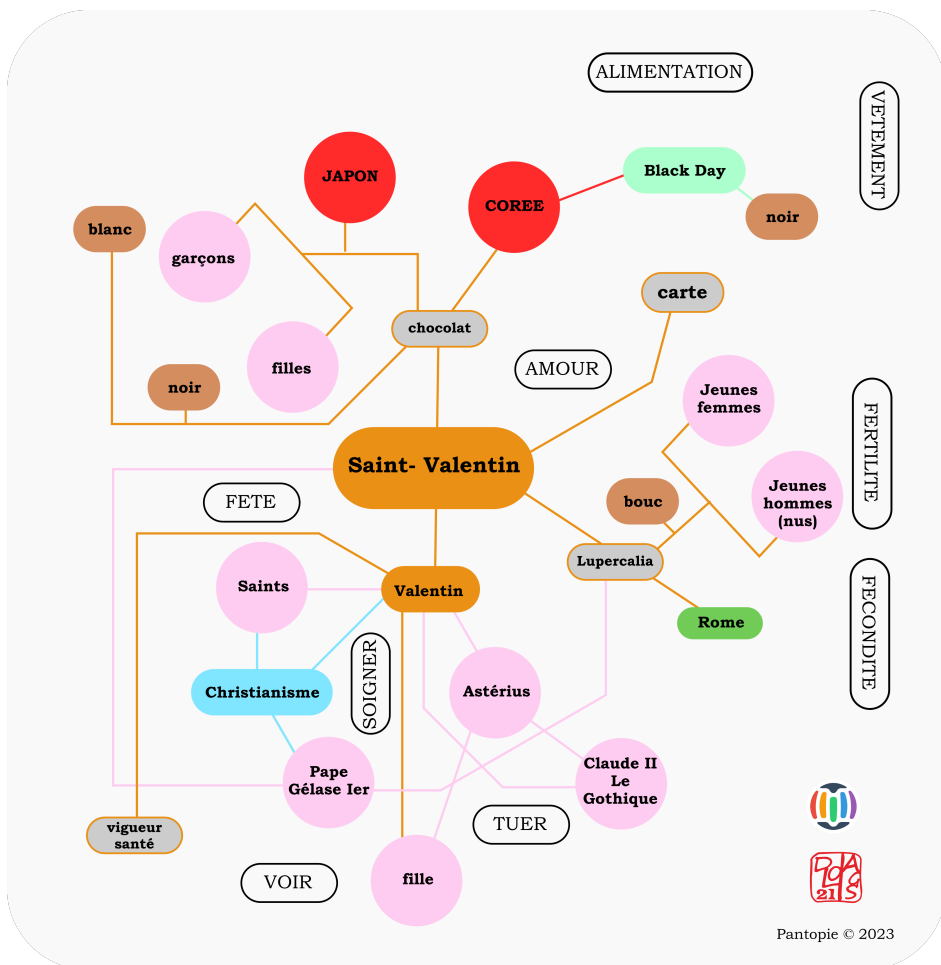 ALIMENTATION
VETEMENT
JAPON
COREE
Black Day
noir
blanc
garçons
carte
chocolat
filles
noir
AMOUR
Jeunes
femmes
Saint- Valentin
FERTILITE
FETE
bouc
Jeunes
hommes
(nus)
Lupercalia
Saints
Valentin
Rome
FECONDITE
SOIGNER
Christianisme
Astérius
Pape
Gélase Ier
Claude II
Le
Gothique
vigueur
santé
TUER
VOIR
fille
21
Pantopie © 2023